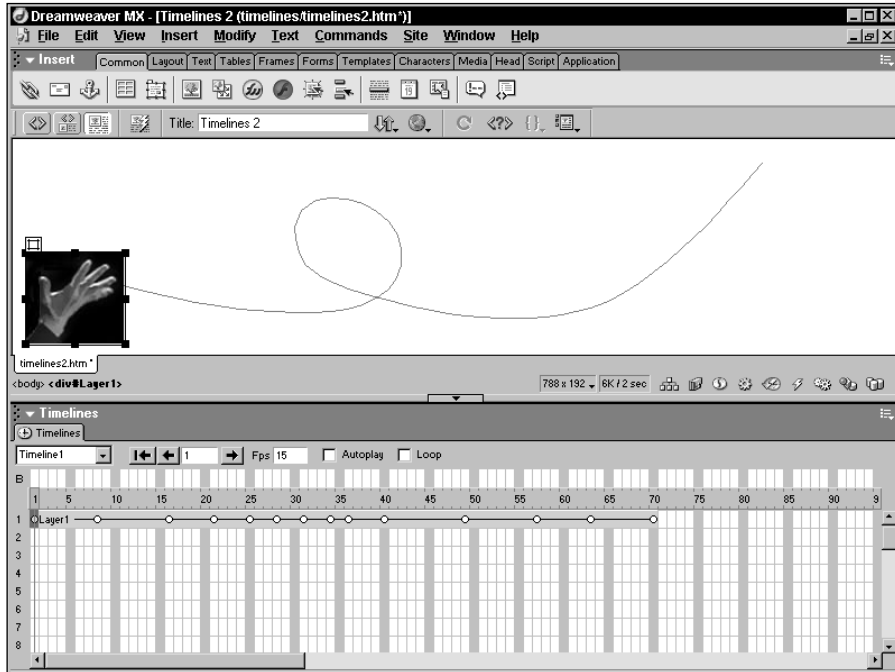 Dreamweaver MX - [Timelines 2 (timelines/timelines2.htm*)]
File Edit View Insert Modify Text Commands Site Window Help
Insert Common Layout Text Tables Frames Forms Templates Characters Media Head Script Application
Title: Timelines 2
timelines2.htm*
<body> <div#Layer1> 788 x 192 6K / 2 sec
Timelines
Timelines
Timeline1 1 Fps 15 Autoplay Loop
B
1 5 10 15 20 25 30 35 40 45 50 55 60 65 70 75 80 85 90 9
1 Layer1
2
3
4
5
6
7
8